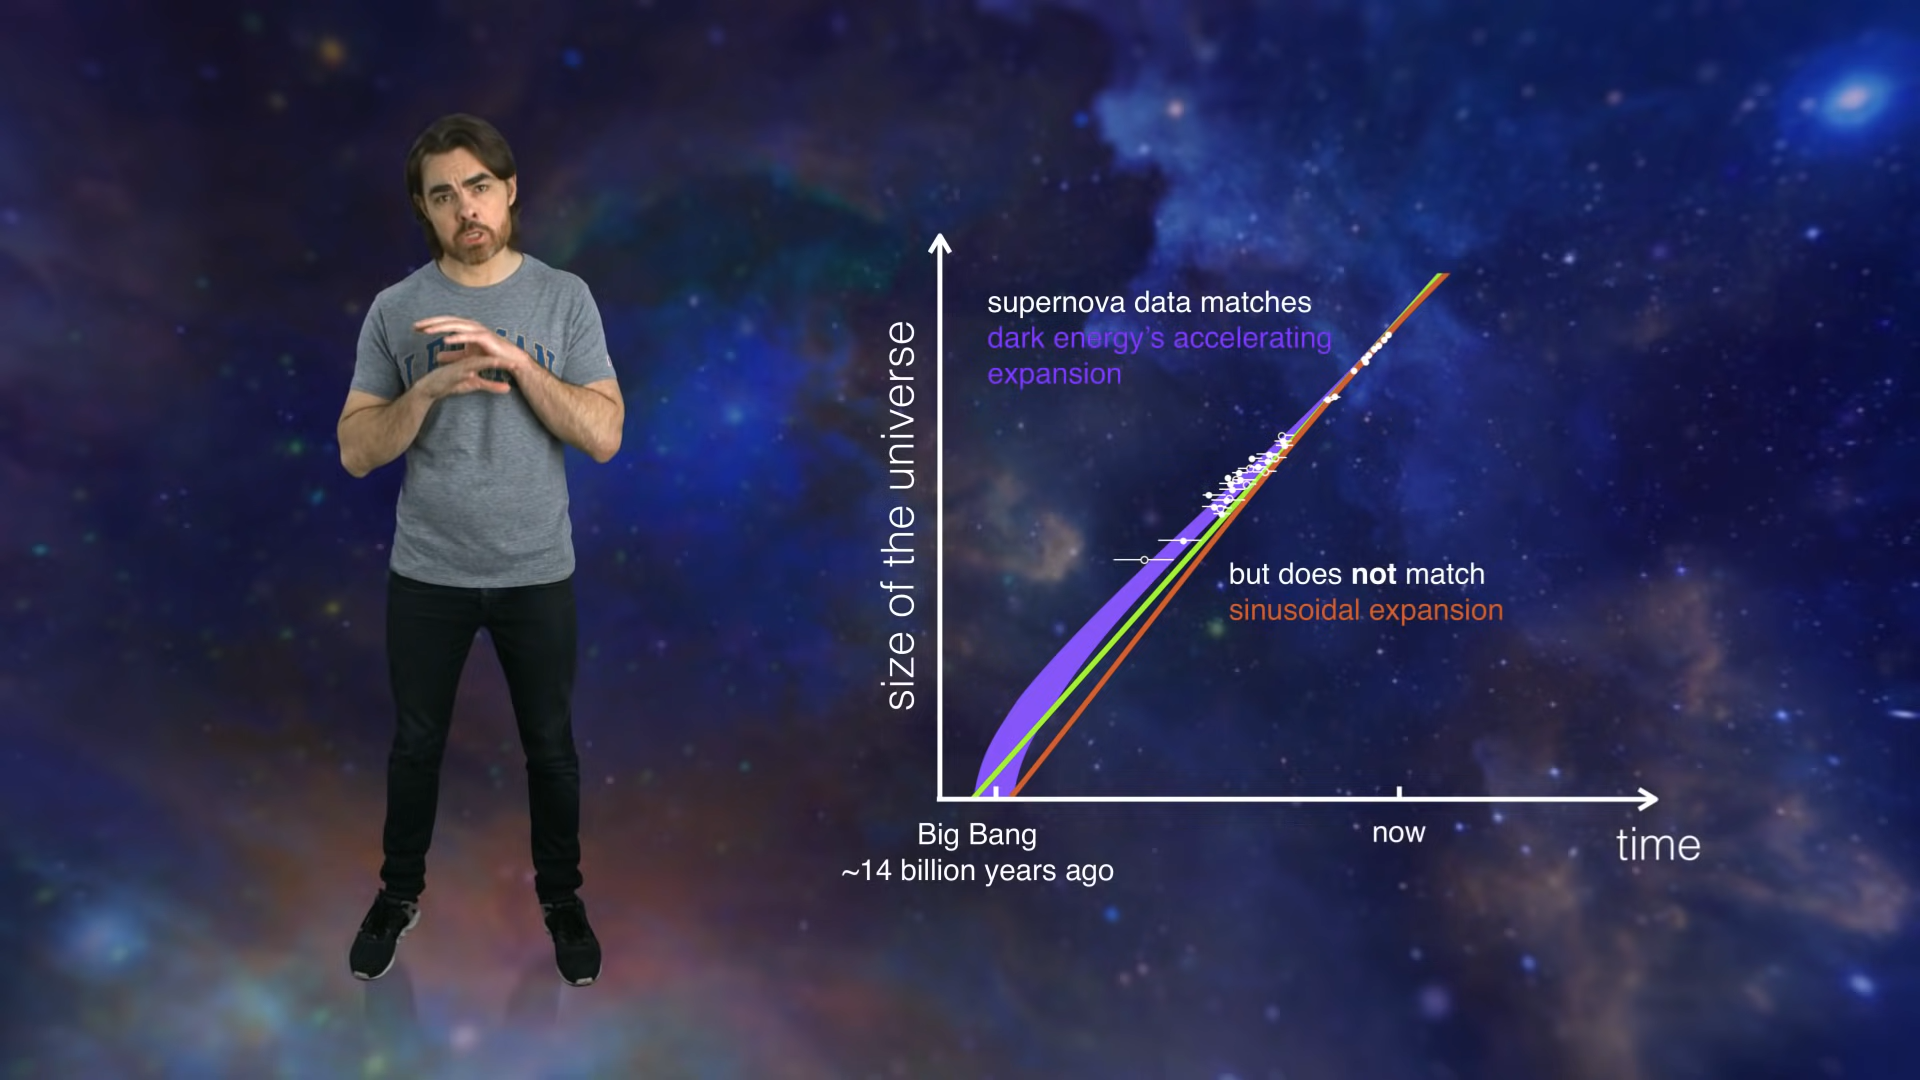 supernova data matches
dark energy's accelerating
expansion
size of the universe
but does not match
sinusoidal expansion
Big Bang
~14 billion years ago
now
time